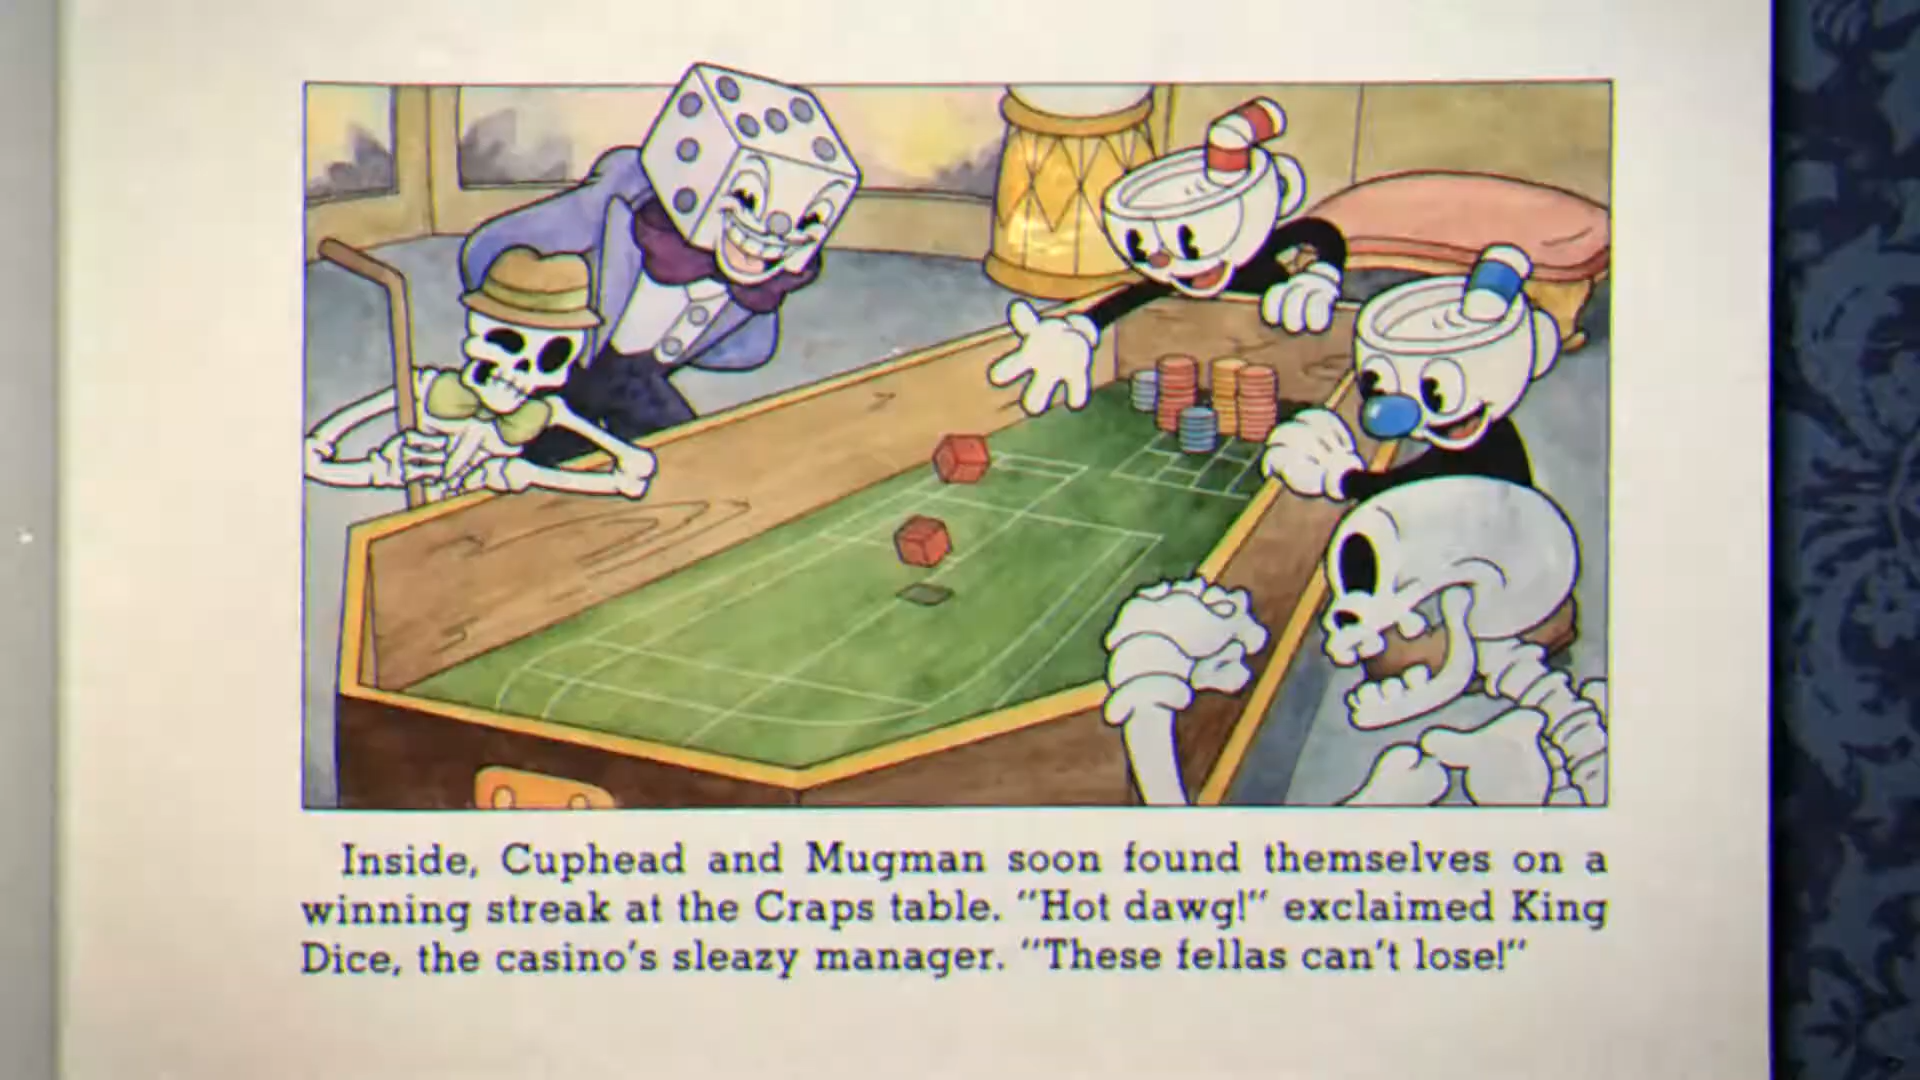 Inside, Cuphead and Mugman soon found themselves on a
winning streak at the Craps table. “Hot dawg!“ exclaimed King
Dice, the casino’s sleazy manager. “These fellas can’t lose!“